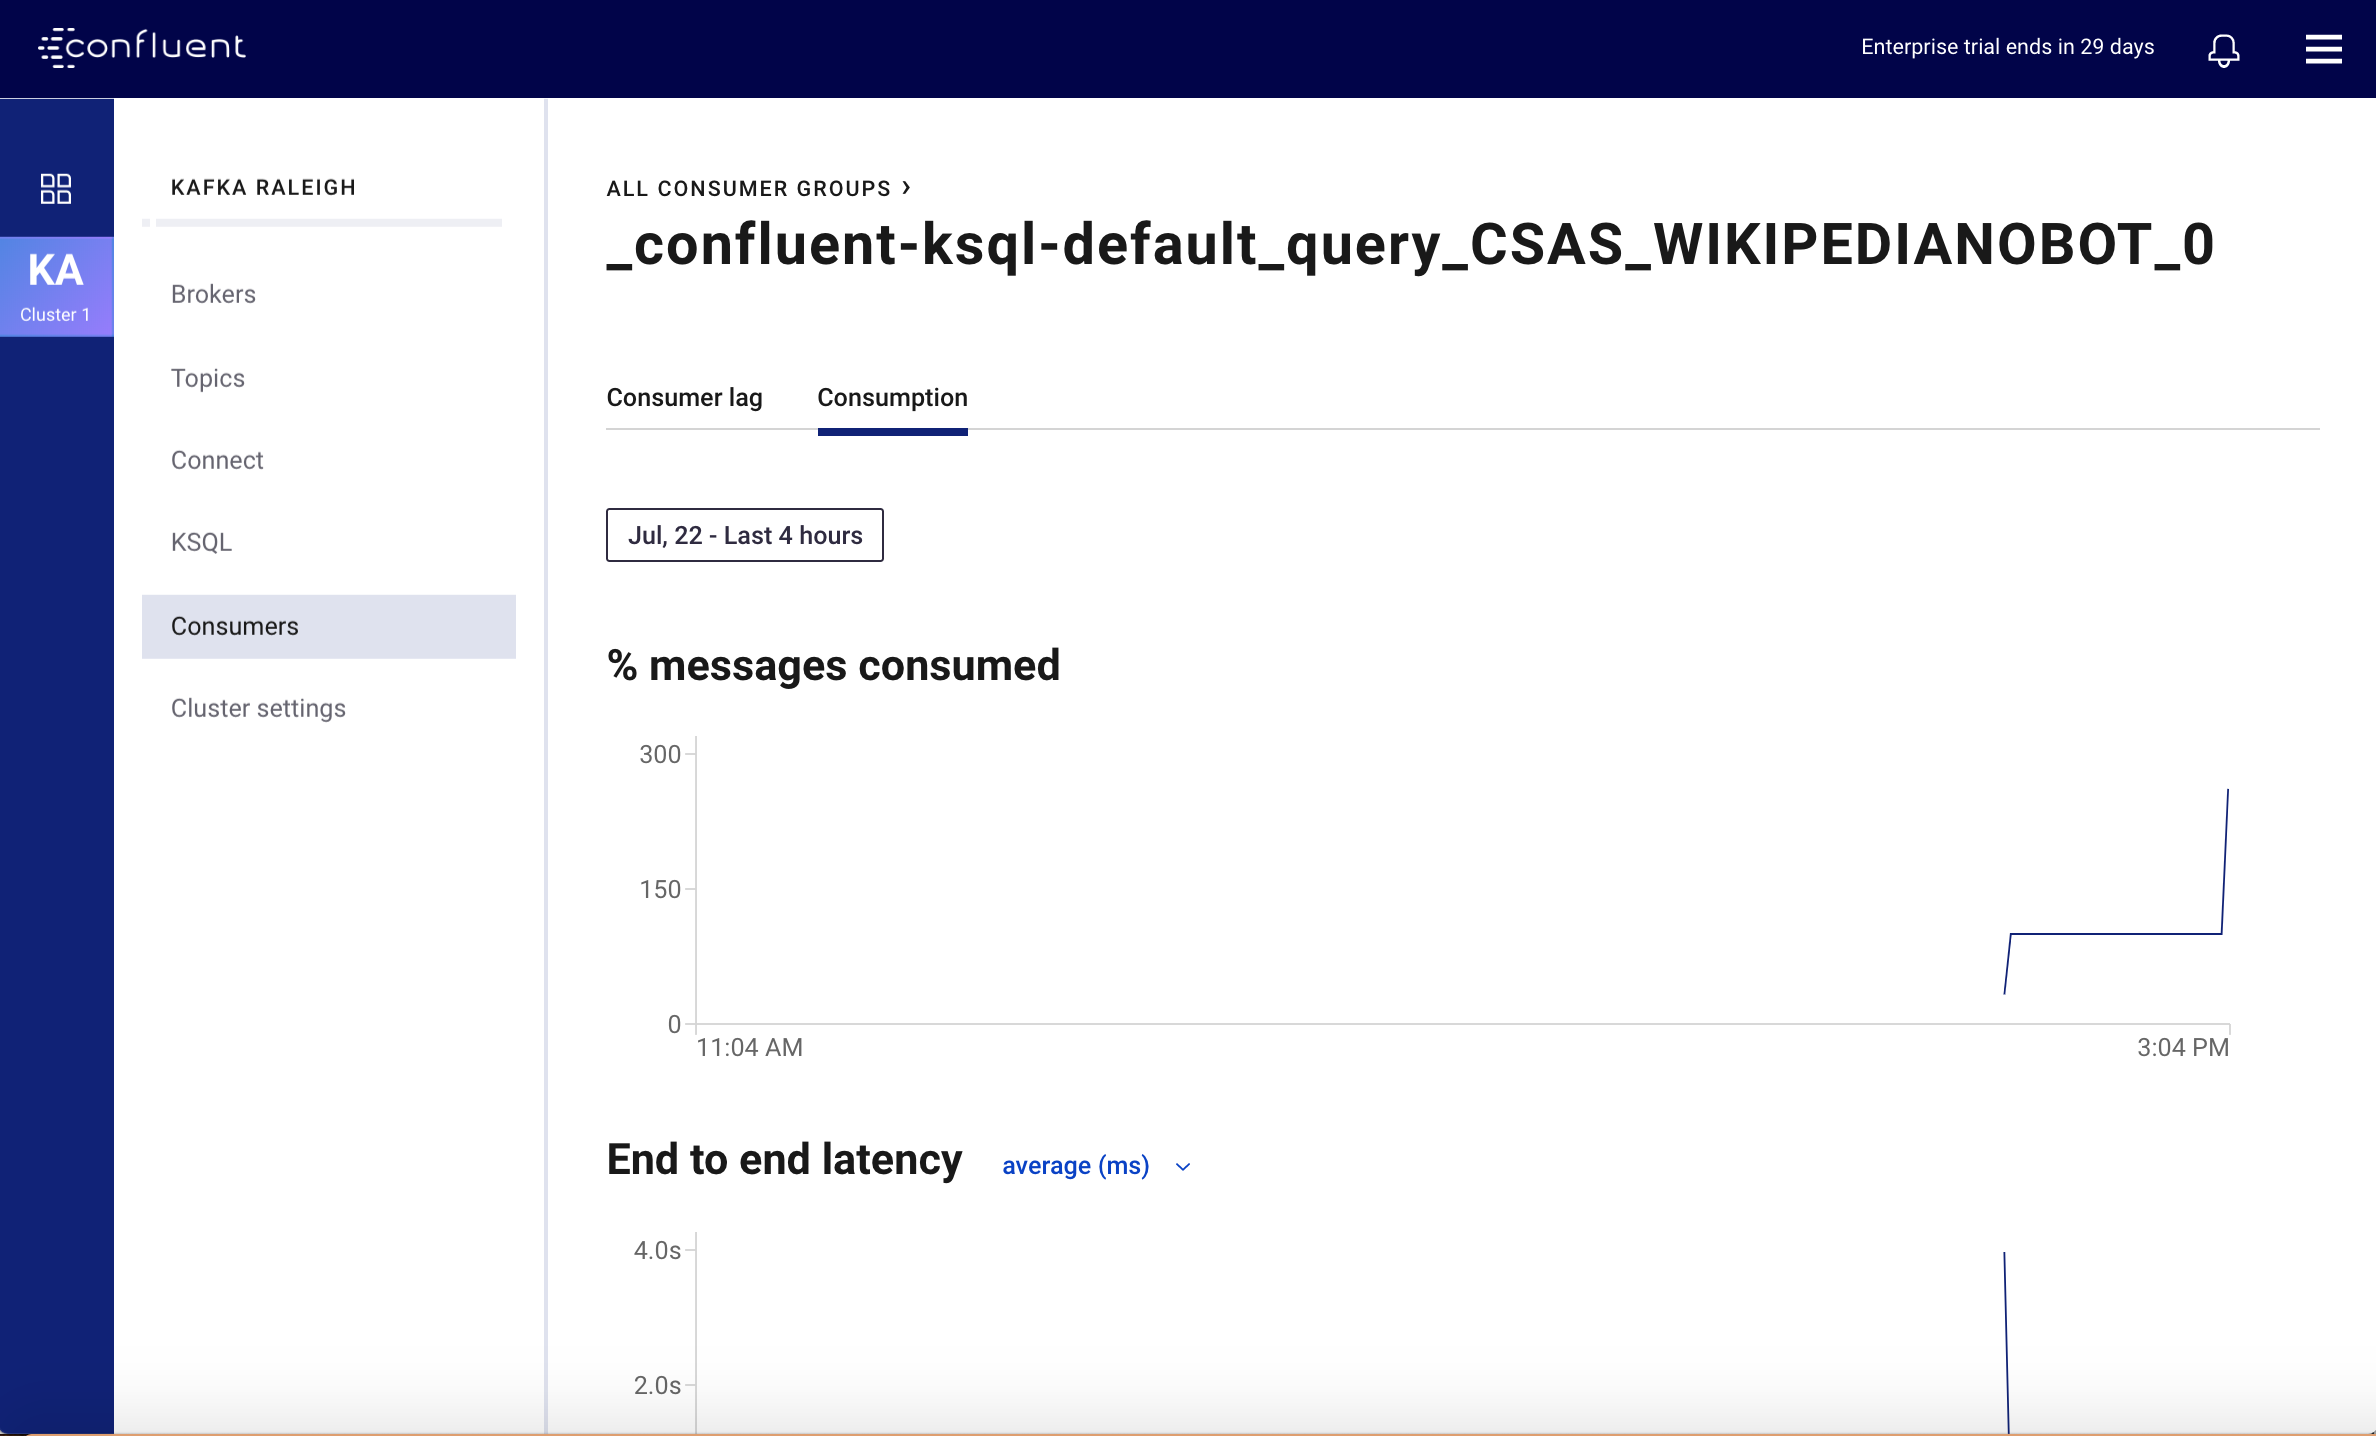 confluent
Enterprise trial ends in 29 days
KA
Cluster 1
KAFKA RALEIGH
Brokers
Topics
Connect
KSQL
Consumers
Cluster settings
ALL CONSUMER GROUPS ›
_confluent-ksql-default_query_CSAS_WIKIPEDIANOBOT_0
Consumer lag Consumption
Jul, 22 - Last 4 hours
% messages consumed
300
150
0
11:04 AM 3:04 PM
End to end latency average (ms)
4.0s
2.0s